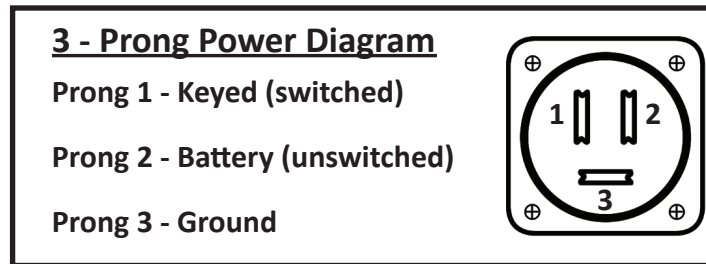 3 - Prong Power Diagram
Prong 1 - Keyed (switched)
Prong 2 - Battery (unswitched)
Prong 3 - Ground
1
2
3